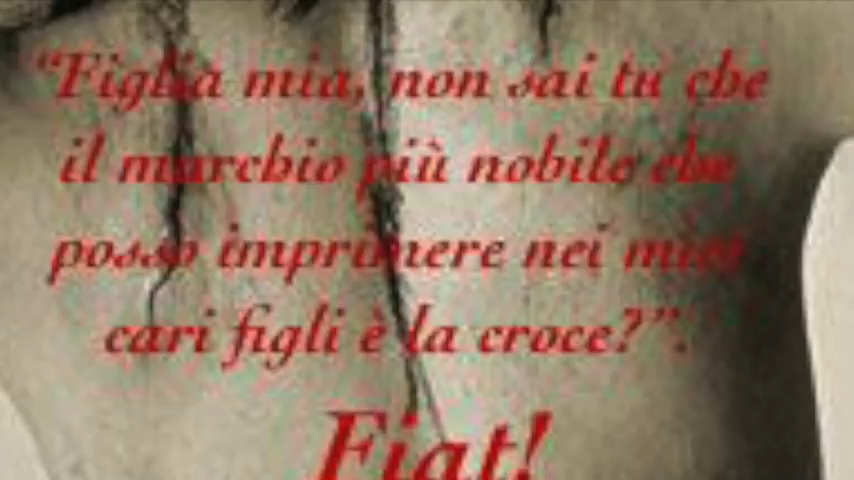 “Figlia mia, non sai tu che
il marchio più nobile che
posso imprimere nei miei
cari figli è la croce?”.
Fiat!